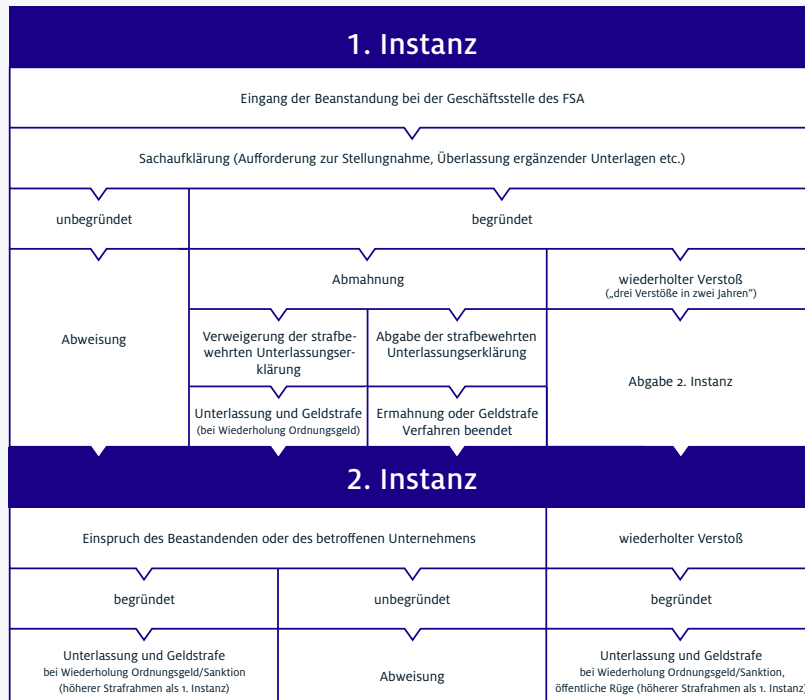 1. Instanz
Eingang der Beanstandung bei der Geschäftsstelle des FSA
Sachaufklärung (Aufforderung zur Stellungnahme, Überlassung ergänzender Unterlagen etc.)
unbegründet
begründet
Abmahnung
wiederholter Verstoß
(„drei Verstöße in zwei Jahren“)
Abweisung
Verweigerung der strafbe-
wehrten Unterlassungser-
klärung
Abgabe der strafbewehrten
Unterlassungserklärung
Abgabe 2. Instanz
Unterlassung und Geldstrafe
(bei Wiederholung Ordnungsgeld)
Ermahnung oder Geldstrafe
Verfahren beendet
2. Instanz
Einspruch des Beastandenden oder des betroffenen Unternehmens
wiederholter Verstoß
begründet
unbegründet
begründet
Unterlassung und Geldstrafe
bei Wiederholung Ordnungsgeld/Sanktion
(höherer Strafrahmen als 1. Instanz)
Abweisung
Unterlassung und Geldstrafe
bei Wiederholung Ordnungsgeld/Sanktion,
öffentliche Rüge (höherer Strafrahmen als 1. Instanz)